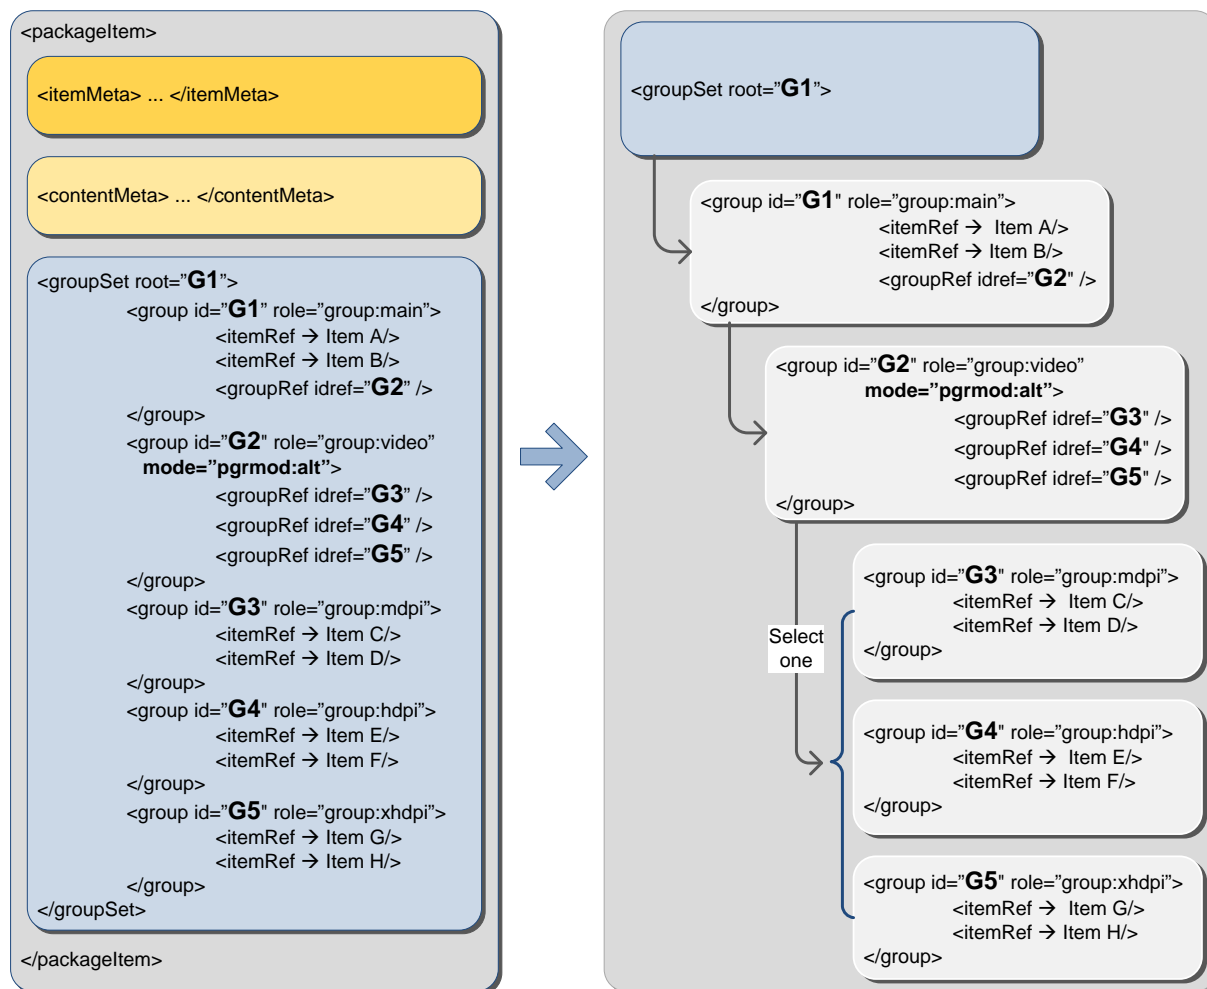 <packageItem>
<itemMeta> ... </itemMeta>
<contentMeta> ... </contentMeta>
<groupSet root=”G1”>
<group id=”G1" role=”group:main”>
<itemRef → Item A/>
<itemRef → Item B/>
<groupRef idref=”G2” />
</group>
<group id=”G2" role=”group:video”
mode=”pgrmod:alt”>
<groupRef idref=”G3” />
<groupRef idref=”G4” />
<groupRef idref=”G5” />
</group>
<group id=”G3" role=”group:mdpi”>
<itemRef → Item C/>
<itemRef → Item D/>
</group>
<group id=”G4" role=”group:hdpi”>
<itemRef → Item E/>
<itemRef → Item F/>
</group>
<group id=”G5" role=”group:xhdpi”>
<itemRef → Item G/>
<itemRef → Item H/>
</group>
</groupSet>
</packageItem>
<groupSet root=”G1”>
<group id=”G1" role=”group:main”>
<itemRef → Item A/>
<itemRef → Item B/>
<groupRef idref=”G2" />
</group>
<group id=”G2" role=”group:video”
mode=”pgrmod:alt”>
<groupRef idref=”G3" />
<groupRef idref=”G4" />
<groupRef idref=”G5" />
</group>
Select
one
<group id=”G3" role=”group:mdpi”>
<itemRef → Item C/>
<itemRef → Item D/>
</group>
<group id=”G4" role=”group:hdpi”>
<itemRef → Item E/>
<itemRef → Item F/>
</group>
<group id=”G5" role=”group:xhdpi”>
<itemRef → Item G/>
<itemRef → Item H/>
</group>